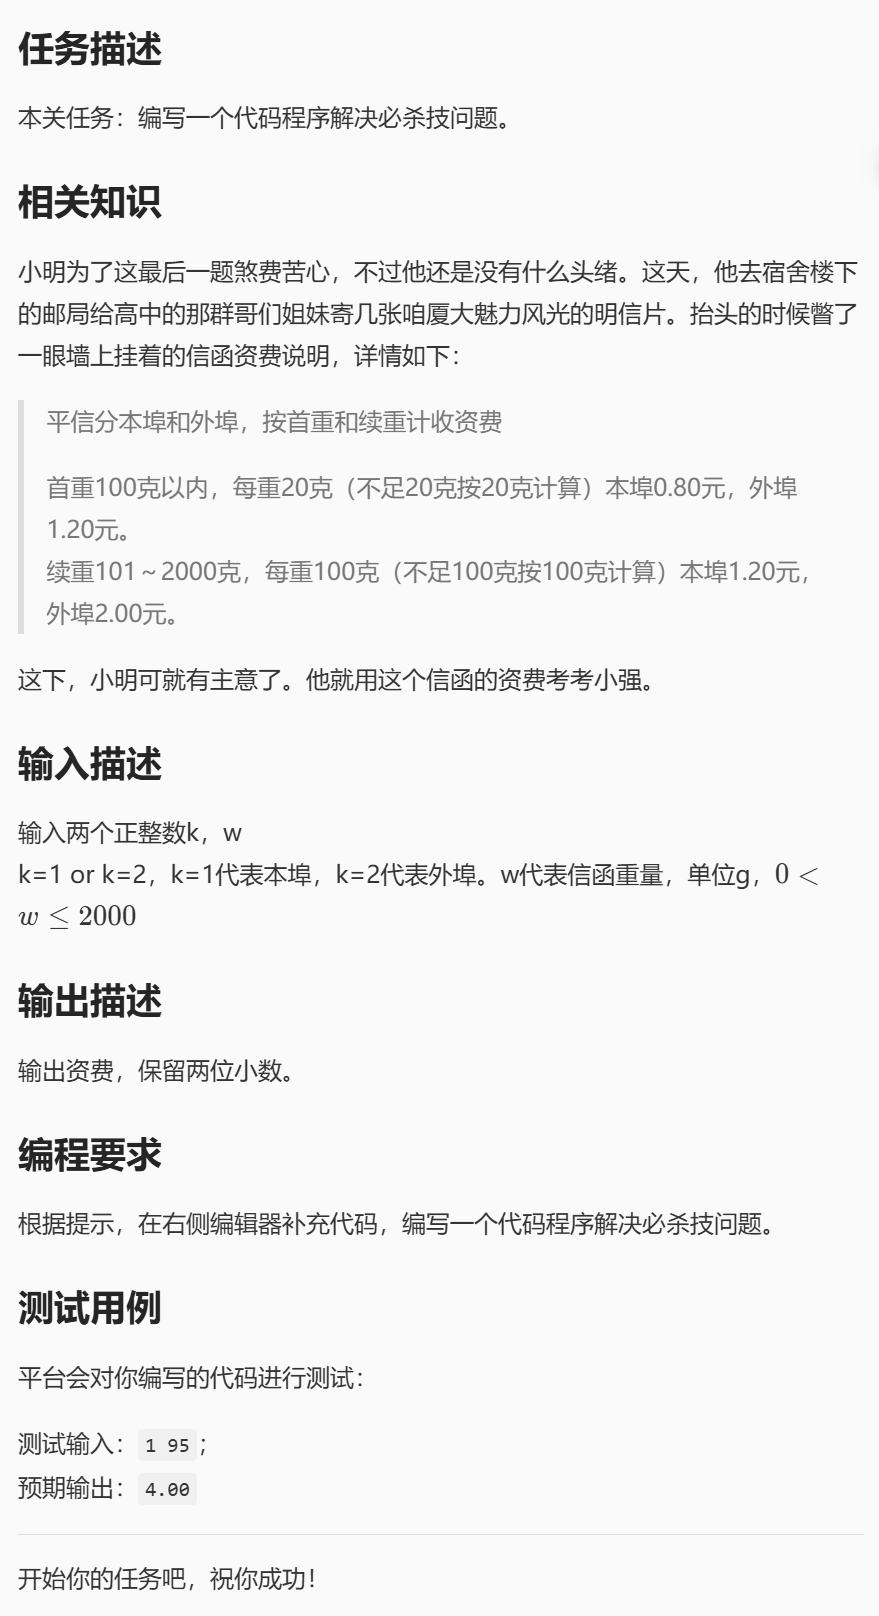 任务描述
本关任务：编写一个代码程序解决必杀技问题。
相关知识
小明为了这最后一题煞费苦心，不过他还是没有什么头绪。这天，他去宿舍楼下
的邮局给高中的那群哥们姐妹寄几张咱厦大魅力风光的明信片。抬头的时候瞥了
一眼墙上挂着的信函资费说明，详情如下：
平信分本埠和外埠，按首重和续重计收资费
首重100克以内，每重20克（不足20克按20克计算）本埠0.80元，外埠
1.20元。
续重101～2000克，每重100克（不足100克按100克计算）本埠1.20元，
外埠2.00元。
这下，小明可就有主意了。他就用这个信函的资费考考小强。
输入描述
输入两个正整数k，w
k=1 or k=2，k=1代表本埠，k=2代表外埠。w代表信函重量，单位g，0 <
w ≤ 2000
输出描述
输出资费，保留两位小数。
编程要求
根据提示，在右侧编辑器补充代码，编写一个代码程序解决必杀技问题。
测试用例
平台会对你编写的代码进行测试：
测试输入：1 95；
预期输出：4.00
开始你的任务吧，祝你成功！